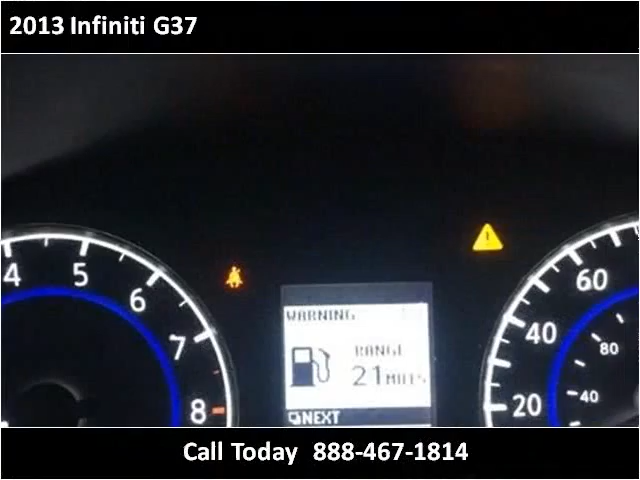 2013 Infiniti G37
4 5 6 7 8
60 40 20
80 40
WARNING
RANGE
21 MILES
NEXT
Call Today 888-467-1814